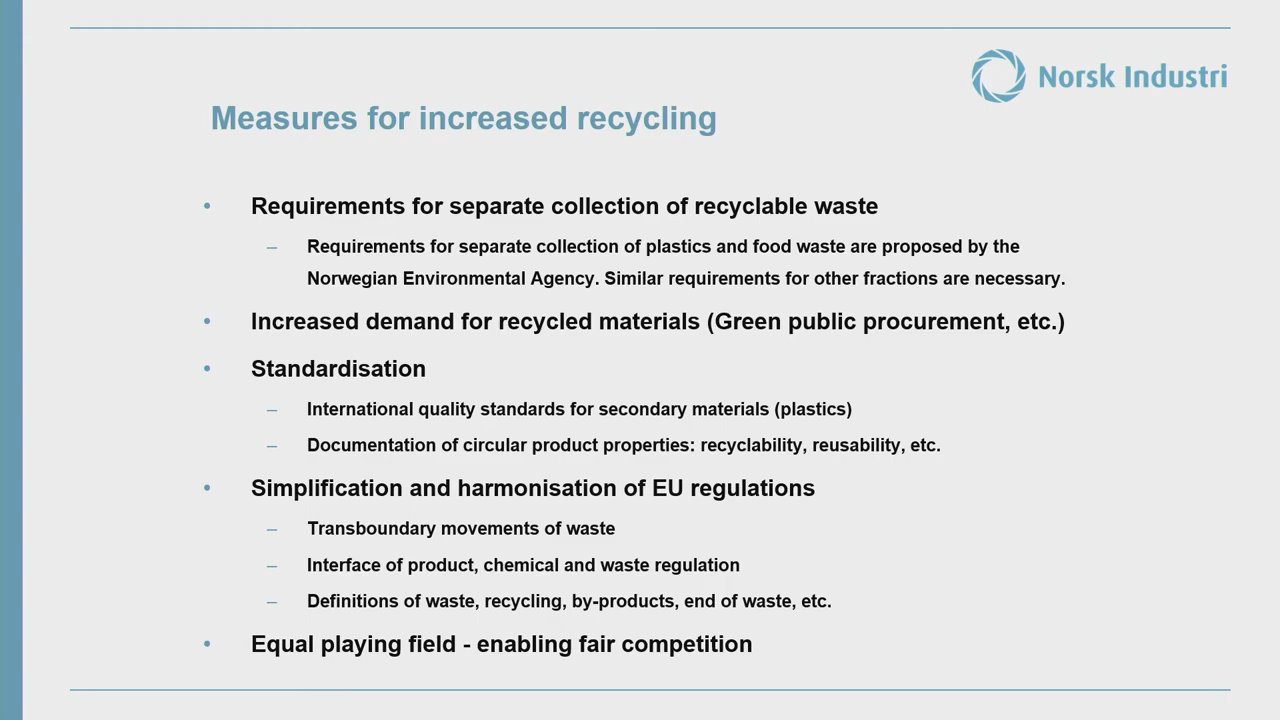 Norsk Industri
Measures for increased recycling
• Requirements for separate collection of recyclable waste
– Requirements for separate collection of plastics and food waste are proposed by the
Norwegian Environmental Agency. Similar requirements for other fractions are necessary.
• Increased demand for recycled materials (Green public procurement, etc.)
• Standardisation
– International quality standards for secondary materials (plastics)
– Documentation of circular product properties: recyclability, reusability, etc.
• Simplification and harmonisation of EU regulations
– Transboundary movements of waste
– Interface of product, chemical and waste regulation
– Definitions of waste, recycling, by-products, end of waste, etc.
• Equal playing field - enabling fair competition